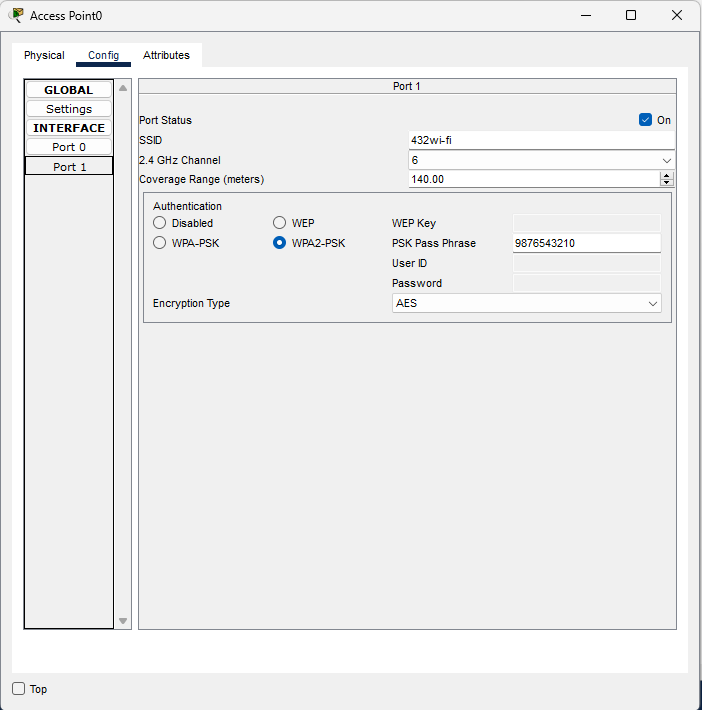 Access Point0
Physical Config Attributes
GLOBAL
Settings
INTERFACE
Port 0
Port 1
Port 1
Port Status On
SSID 432wi-fi
2.4 GHz Channel 6
Coverage Range (meters) 140.00
Authentication
Disabled WEP WEP Key
WPA-PSK WPA2-PSK PSK Pass Phrase 9876543210
User ID
Password
Encryption Type AES
Top